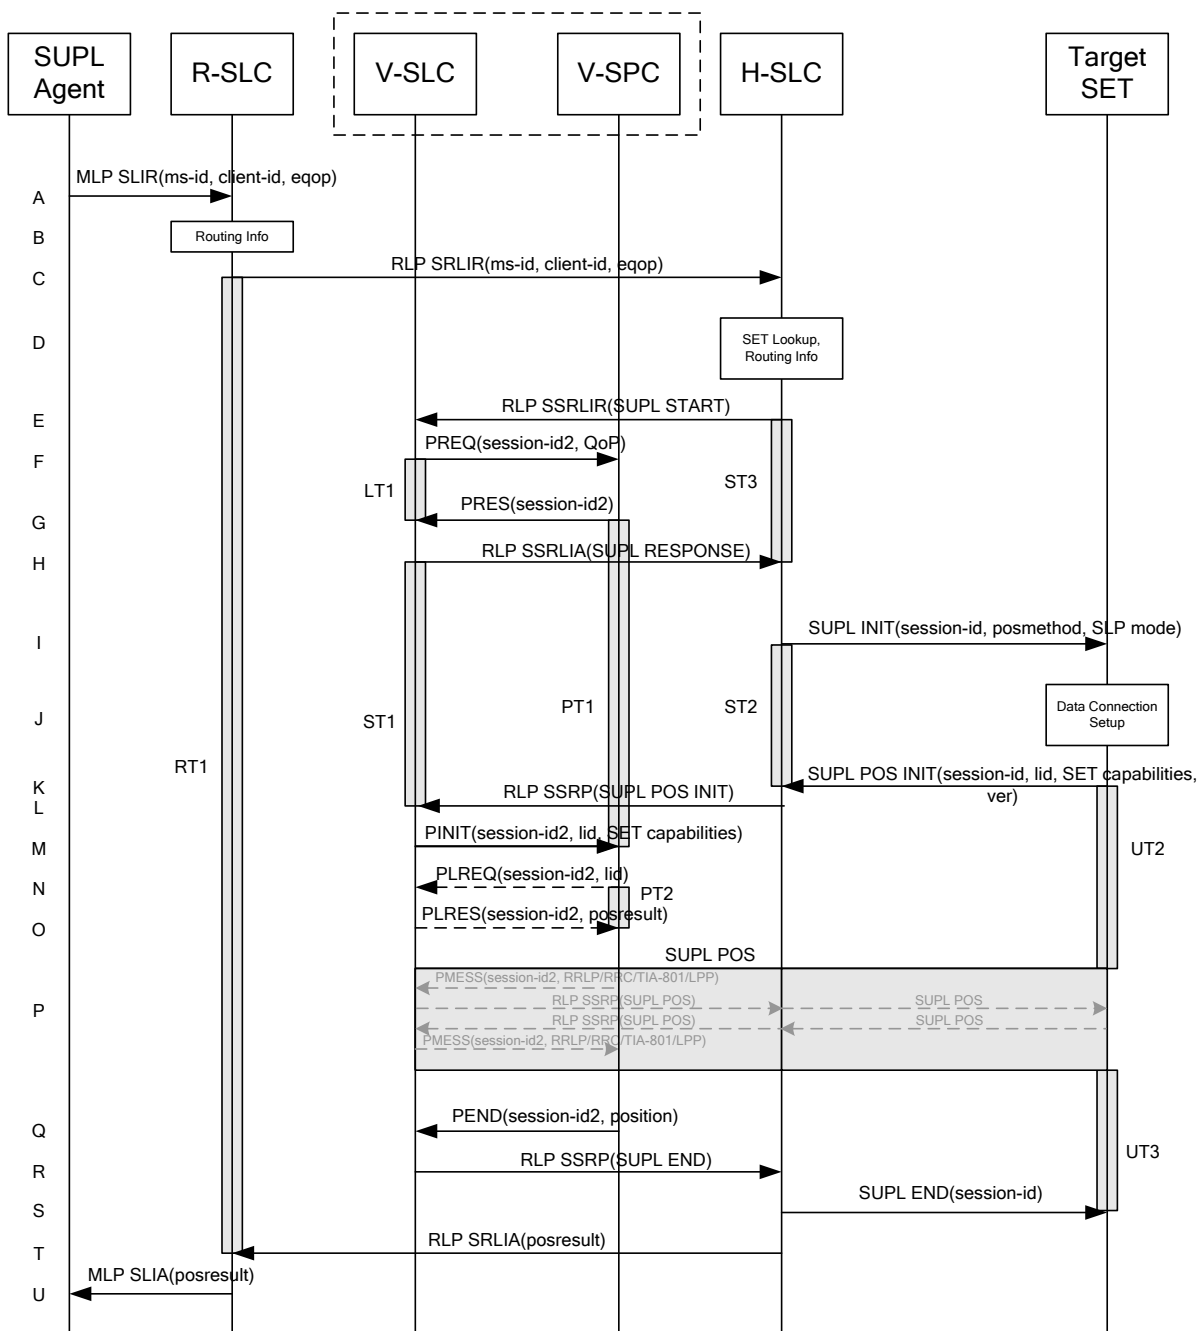 SUPL
Agent
R-SLC
V-SLC
V-SPC
H-SLC
Target
SET
A
MLP SLIR(ms-id, client-id, eqop)
B
Routing Info
C
RLP SRLIR(ms-id, client-id, eqop)
D
SET Lookup,
Routing Info
E
RLP SSRLIR(SUPL START)
F
PREQ(session-id2, QoP)
LT1
ST3
G
PRES(session-id2)
H
RLP SSRLIA(SUPL RESPONSE)
I
SUPL INIT(session-id, posmethod, SLP mode)
J
ST1
PT1
ST2
Data Connection
Setup
RT1
K
SUPL POS INIT(session-id, lid, SET capabilities,
ver)
L
RLP SSRP(SUPL POS INIT)
M
PINIT(session-id2, lid, SET capabilities)
UT2
N
PLREQ(session-id2, lid)
PT2
O
PLRES(session-id2, posresult)
SUPL POS
P
PMESS(session-id2, RRLP/RRC/TIA-801/LPP)
RLP SSRP(SUPL POS)
SUPL POS
RLP SSRP(SUPL POS)
SUPL POS
PMESS(session-id2, RRLP/RRC/TIA-801/LPP)
Q
PEND(session-id2, position)
R
RLP SSRP(SUPL END)
UT3
S
SUPL END(session-id)
T
RLP SRLIA(posresult)
U
MLP SLIA(posresult)